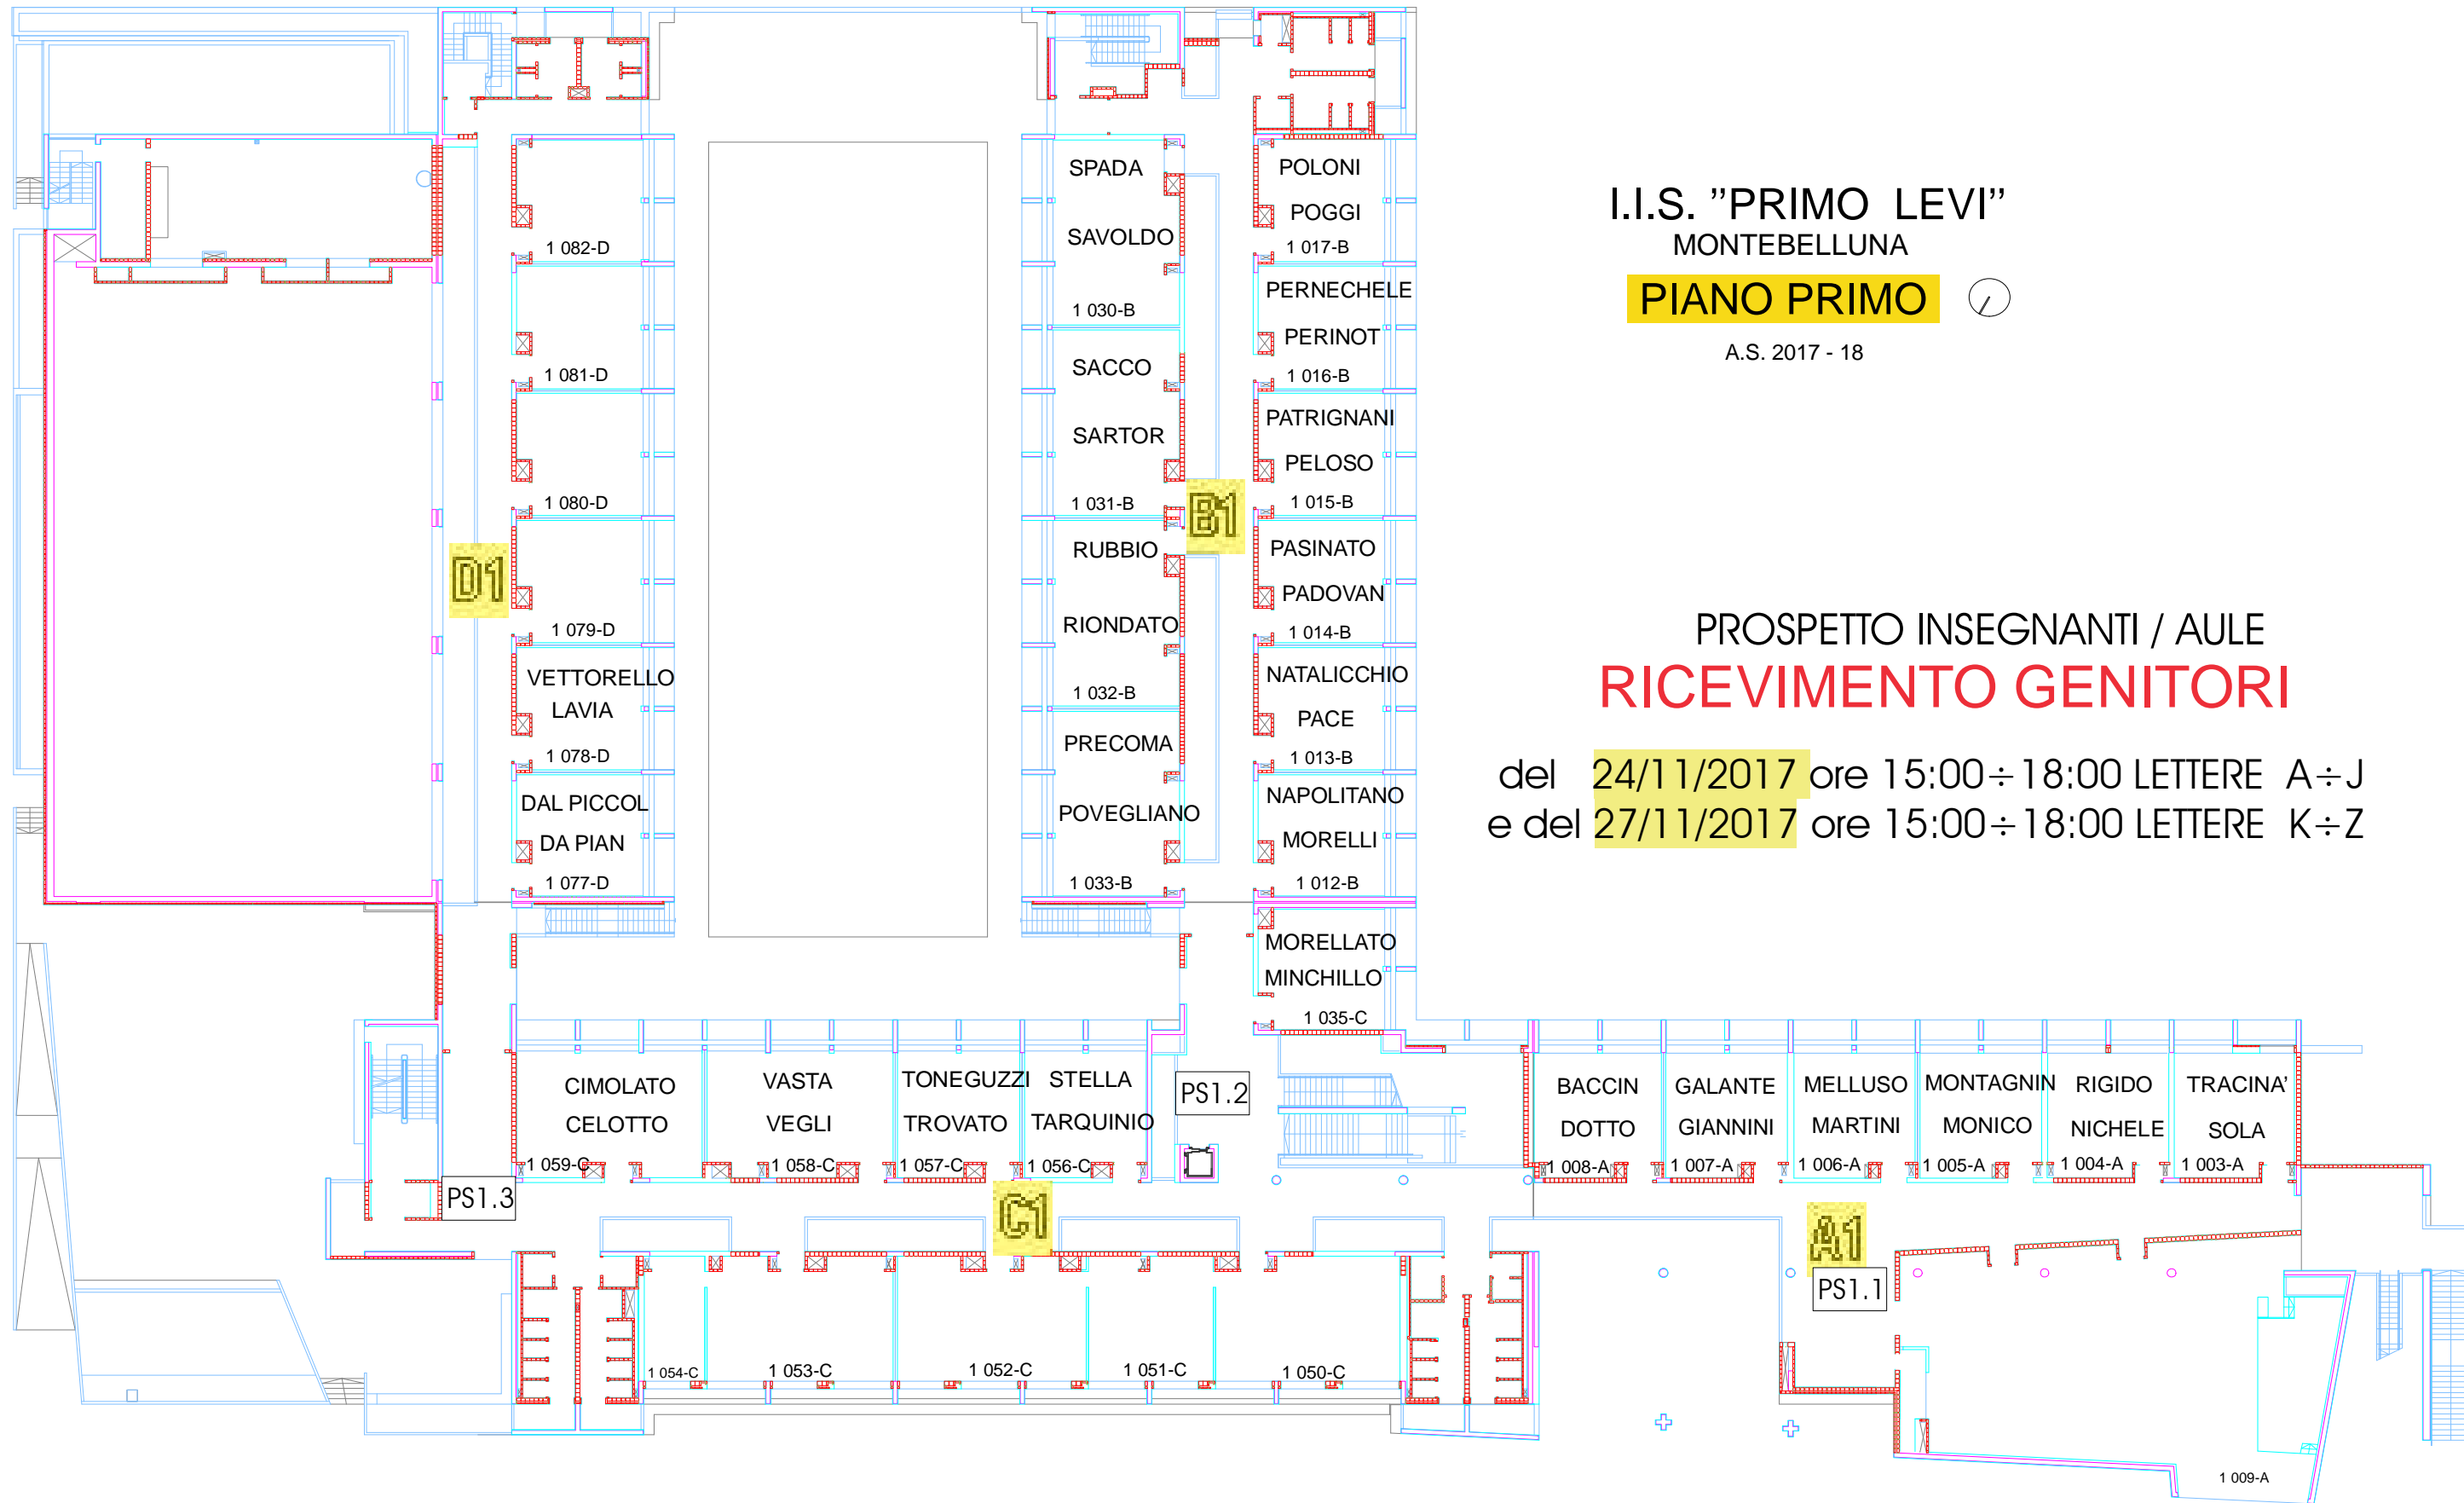 I.I.S. "PRIMO LEVI"
MONTEBELLUNA
PIANO PRIMO
A.S. 2017 - 18
PROSPETTO INSEGNANTI / AULE
RICEVIMENTO GENITORI
del 24/11/2017 ore 15:00÷18:00 LETTERE A÷J
e del 27/11/2017 ore 15:00÷18:00 LETTERE K÷Z
1 082-D
1 081-D
1 080-D
D1
1 079-D
VETTORELLO
LAVIA
1 078-D
DAL PICCOL
DA PIAN
1 077-D
SPADA
SAVOLDO
1 030-B
SACCO
SARTOR
1 031-B
RUBBIO
RIONDATO
1 032-B
PRECOMA
POVEGLIANO
1 033-B
B1
POLONI
POGGI
1 017-B
PERNECHELE
PERINOT
1 016-B
PATRIGNANI
PELOSO
1 015-B
PASINATO
PADOVAN
1 014-B
NATALICCHIO
PACE
1 013-B
NAPOLITANO
MORELLI
1 012-B
MORELLATO
MINCHILLO
1 035-C
CIMOLATO
CELOTTO
1 059-C
VASTA
VEGLI
1 058-C
TONEGUZZI
TROVATO
1 057-C
STELLA
TARQUINIO
1 056-C
PS1.2
PS1.3
C1
BACCIN
DOTTO
1 008-A
GALANTE
GIANNINI
1 007-A
MELLUSO
MARTINI
1 006-A
MONTAGNIN
MONICO
1 005-A
RIGIDO
NICHELE
1 004-A
TRACINA'
SOLA
1 003-A
A1
PS1.1
1 054-C
1 053-C
1 052-C
1 051-C
1 050-C
1 009-A